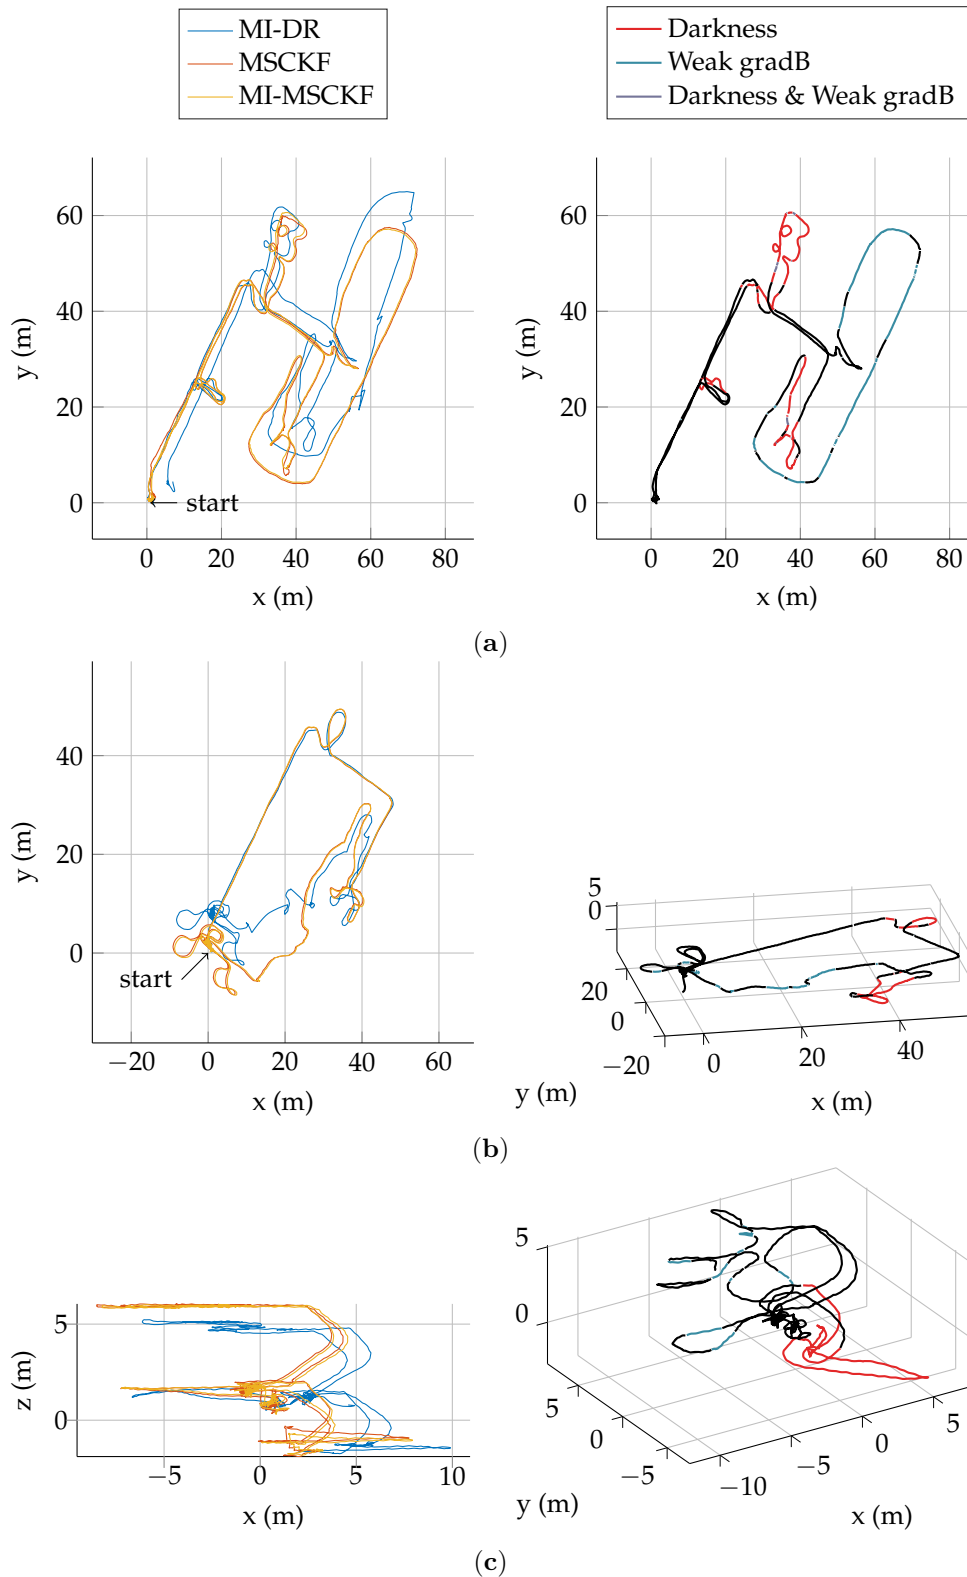 MI-DR
MSCKF
MI-MSCKF
Darkness
Weak gradB
Darkness & Weak gradB
60
40
20
0
y (m)
start
0 20 40 60 80
x (m)
60
40
20
0
y (m)
0 20 40 60 80
x (m)
(a)
40
20
0
y (m)
start
−20 0 20 40 60
x (m)
5
0
20
0
−20
y (m)
0 20 40
x (m)
(b)
5
0
z (m)
−5 0 5 10
x (m)
5
0
5
0
−5
y (m)
−10 −5 0 5
x (m)
(c)